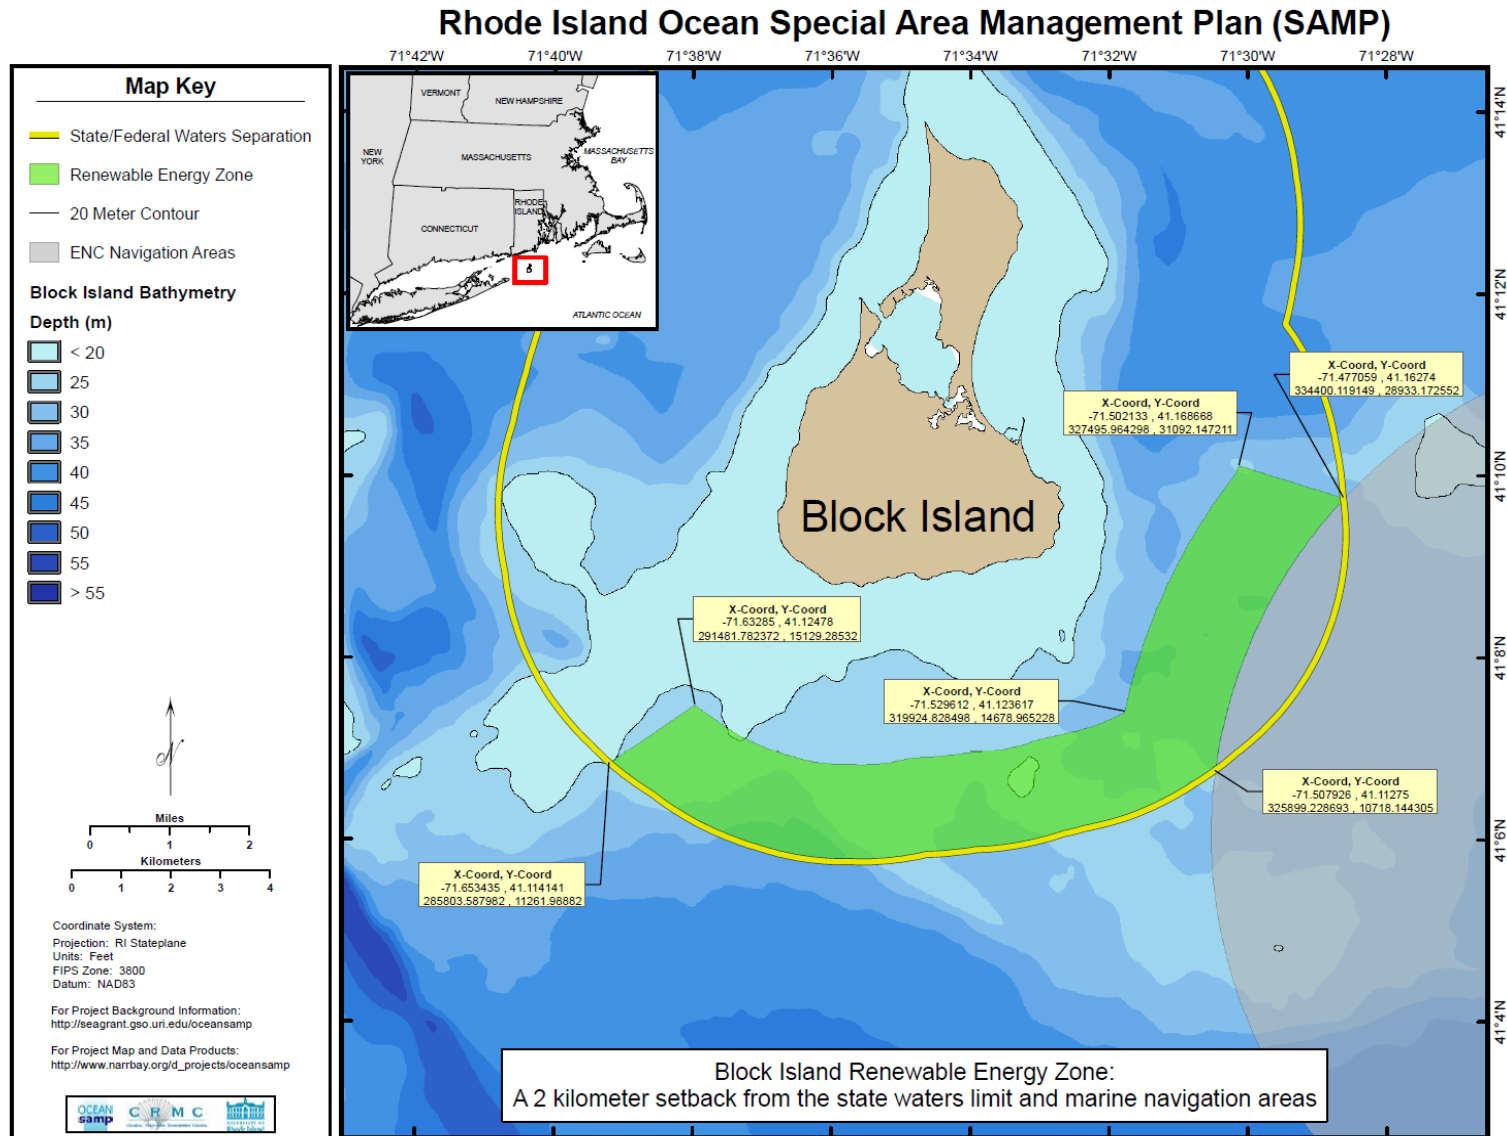 Rhode Island Ocean Special Area Management Plan (SAMP)
71°42'W 71°40'W 71°38'W 71°36'W 71°34'W 71°32'W 71°30'W 71°28'W
Map Key
State/Federal Waters Separation
Renewable Energy Zone
20 Meter Contour
ENC Navigation Areas
Block Island Bathymetry
Depth (m)
< 20
25
30
35
40
45
50
55
> 55
N
Miles
0 1 2
Kilometers
0 1 2 3 4
Coordinate System:
Projection: RI Stateplane
Units: Feet
FIPS Zone: 3800
Datum: NAD83
For Project Background Information:
http://seagrant.gso.uri.edu/oceansamp
For Project Map and Data Products:
http://www.narrbay.org/d_projects/oceansamp
OCEAN
samp
C R M C
VERMONT
NEW HAMPSHIRE
NEW
YORK
MASSACHUSETTS
MASSACHUSETTS
BAY
RHODE
ISLAND
CONNECTICUT
ATLANTIC OCEAN
X-Coord, Y-Coord
-71.477059 , 41.16274
334400.119149 , 28933.172552
X-Coord, Y-Coord
-71.502133 , 41.168668
327495.964298 , 31092.147211
Block Island
X-Coord, Y-Coord
-71.63285 , 41.12478
291481.782372 , 15129.28532
X-Coord, Y-Coord
-71.529612 , 41.123617
319924.828498 , 14678.965228
X-Coord, Y-Coord
-71.507926 , 41.11275
325899.228693 , 10718.144305
X-Coord, Y-Coord
-71.653435 , 41.114141
285803.587982 , 11261.98882
41°14'N
41°12'N
41°10'N
41°8'N
41°6'N
41°4'N
Block Island Renewable Energy Zone:
A 2 kilometer setback from the state waters limit and marine navigation areas